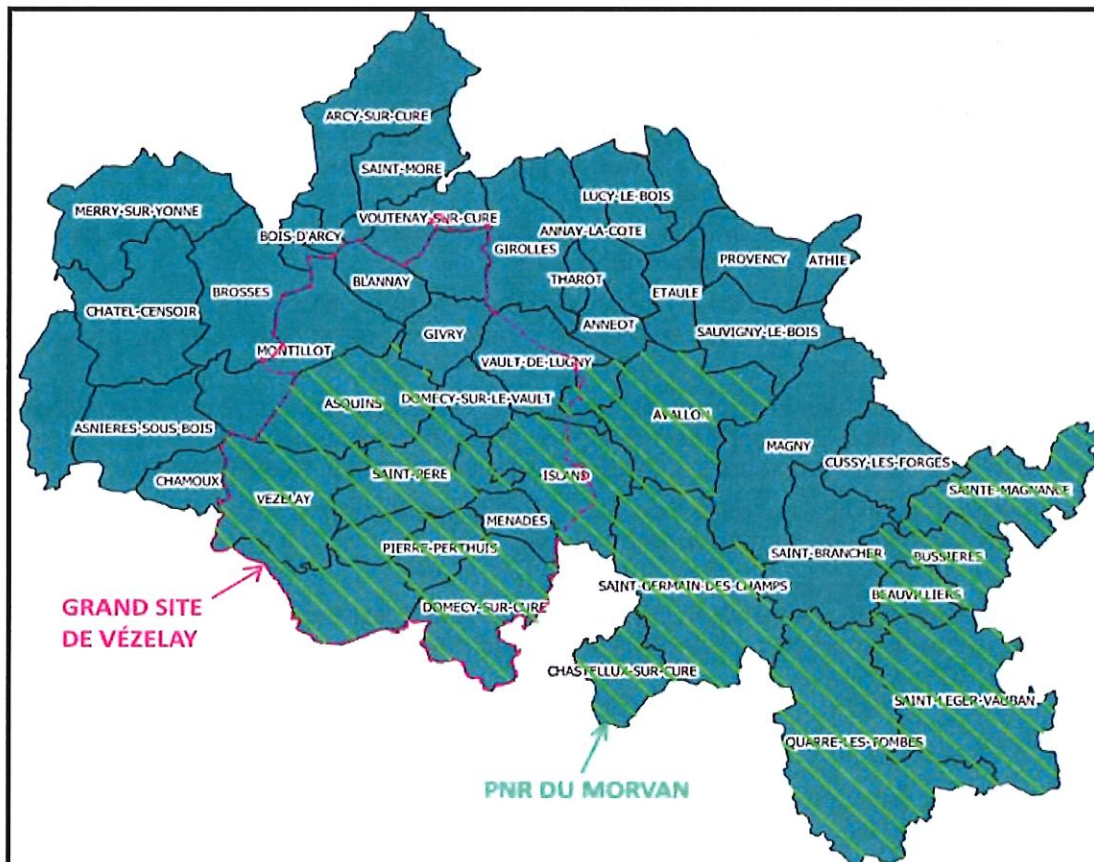 ARCY-SUR-CURE
SAINT-MORE
LUCY-LE-BOIS
MERRY-SUR-YONNE
VOUTENAY-SUR-CURE
BOIS-D'ARCY
ANNAY-LA-COTE
GIROLLES
PROVENCY
ATHIE
BLANNAY
THAROT
BROSSES
ETAULE
CHATEL-CENSOIR
ANNEOT
GIVRY
SAUVIGNY-LE-BOIS
MONTILLOT
VAULT-DE-LUGNY
ASQUINS
DOMECY-SUR-LE-VAULT
AVALLON
ASNIERES-SOUS-BOIS
MAGNY
CUSSY-LES-FORGES
CHAMOUX
SAINT-PERE
ISLAND
SAINTE-MAGNANCE
VEZELAY
MENADES
PIERRE-PERTHUIS
SAINT-BRANCHER
BUSSIERES
SAINT-GERMAIN-DES-CHAMPS
BEAUVILLIERS
GRAND SITE
DE VÉZELAY
DOMECY-SUR-CURE
CHASTELLUX-SUR-CURE
SAINT-LEGER-VAUBAN
QUARRE-LES-TOMBES
PNR DU MORVAN